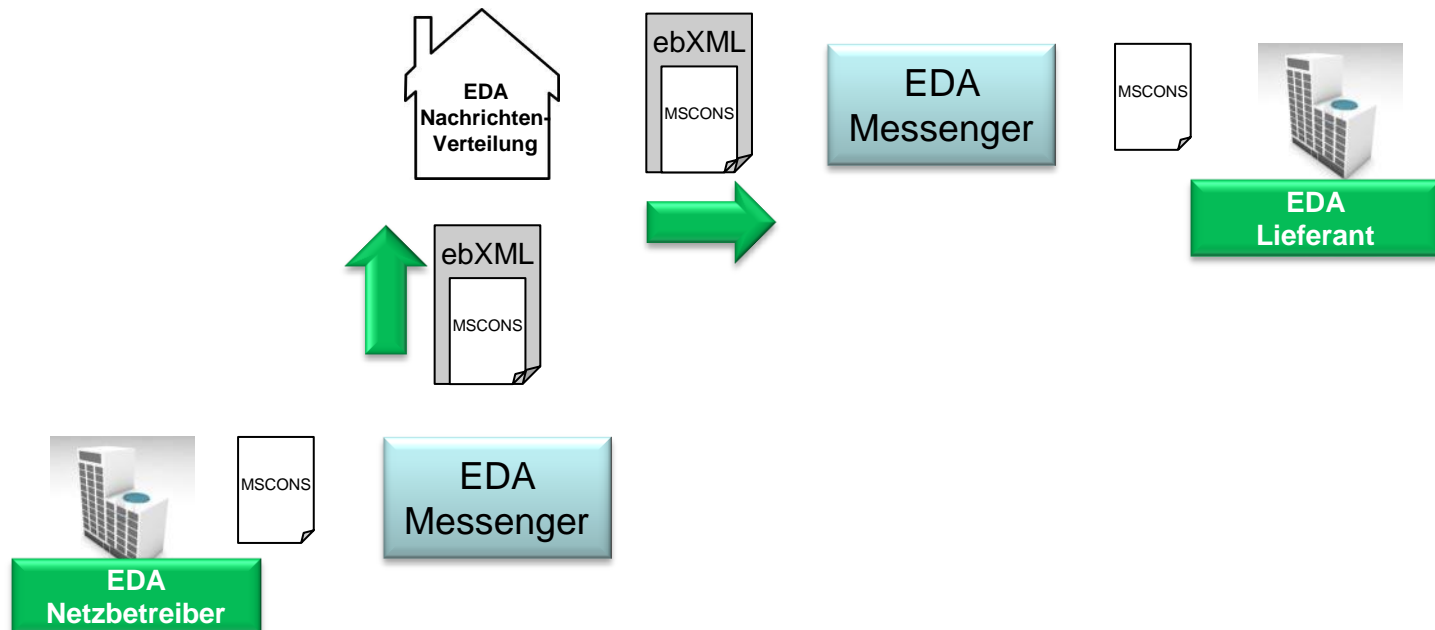 EDA
Nachrichten-
Verteilung
ebXML
MSCONS
EDA
Messenger
MSCONS
EDA
Lieferant
ebXML
MSCONS
MSCONS
EDA
Messenger
EDA
Netzbetreiber